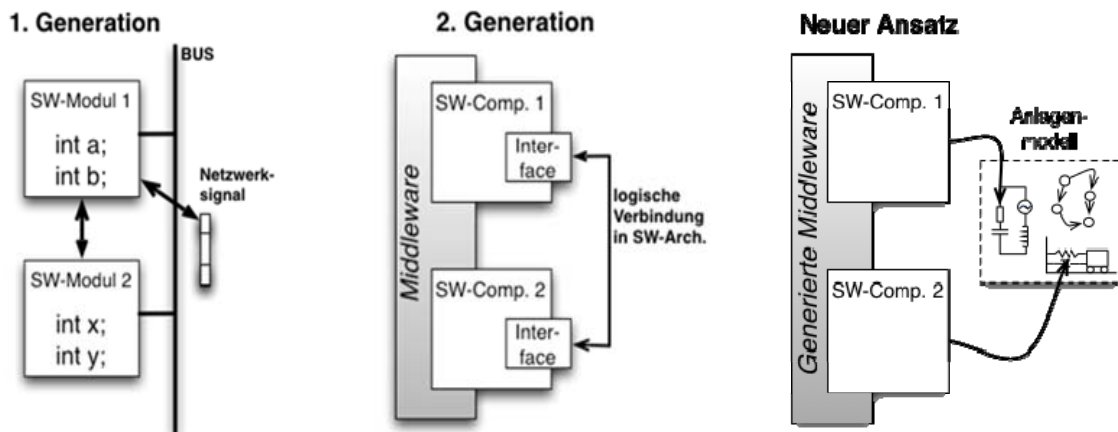 1. Generation
BUS
SW-Modul 1
int a;
int b;
Netzwerk-
signal
SW-Modul 2
int x;
int y;
2. Generation
Middleware
SW-Comp. 1
Inter-
face
logische
Verbindung
in SW-Arch.
SW-Comp. 2
Inter-
face
Neuer Ansatz
Generierte Middleware
SW-Comp. 1
Anlagen-
modell
SW-Comp. 2